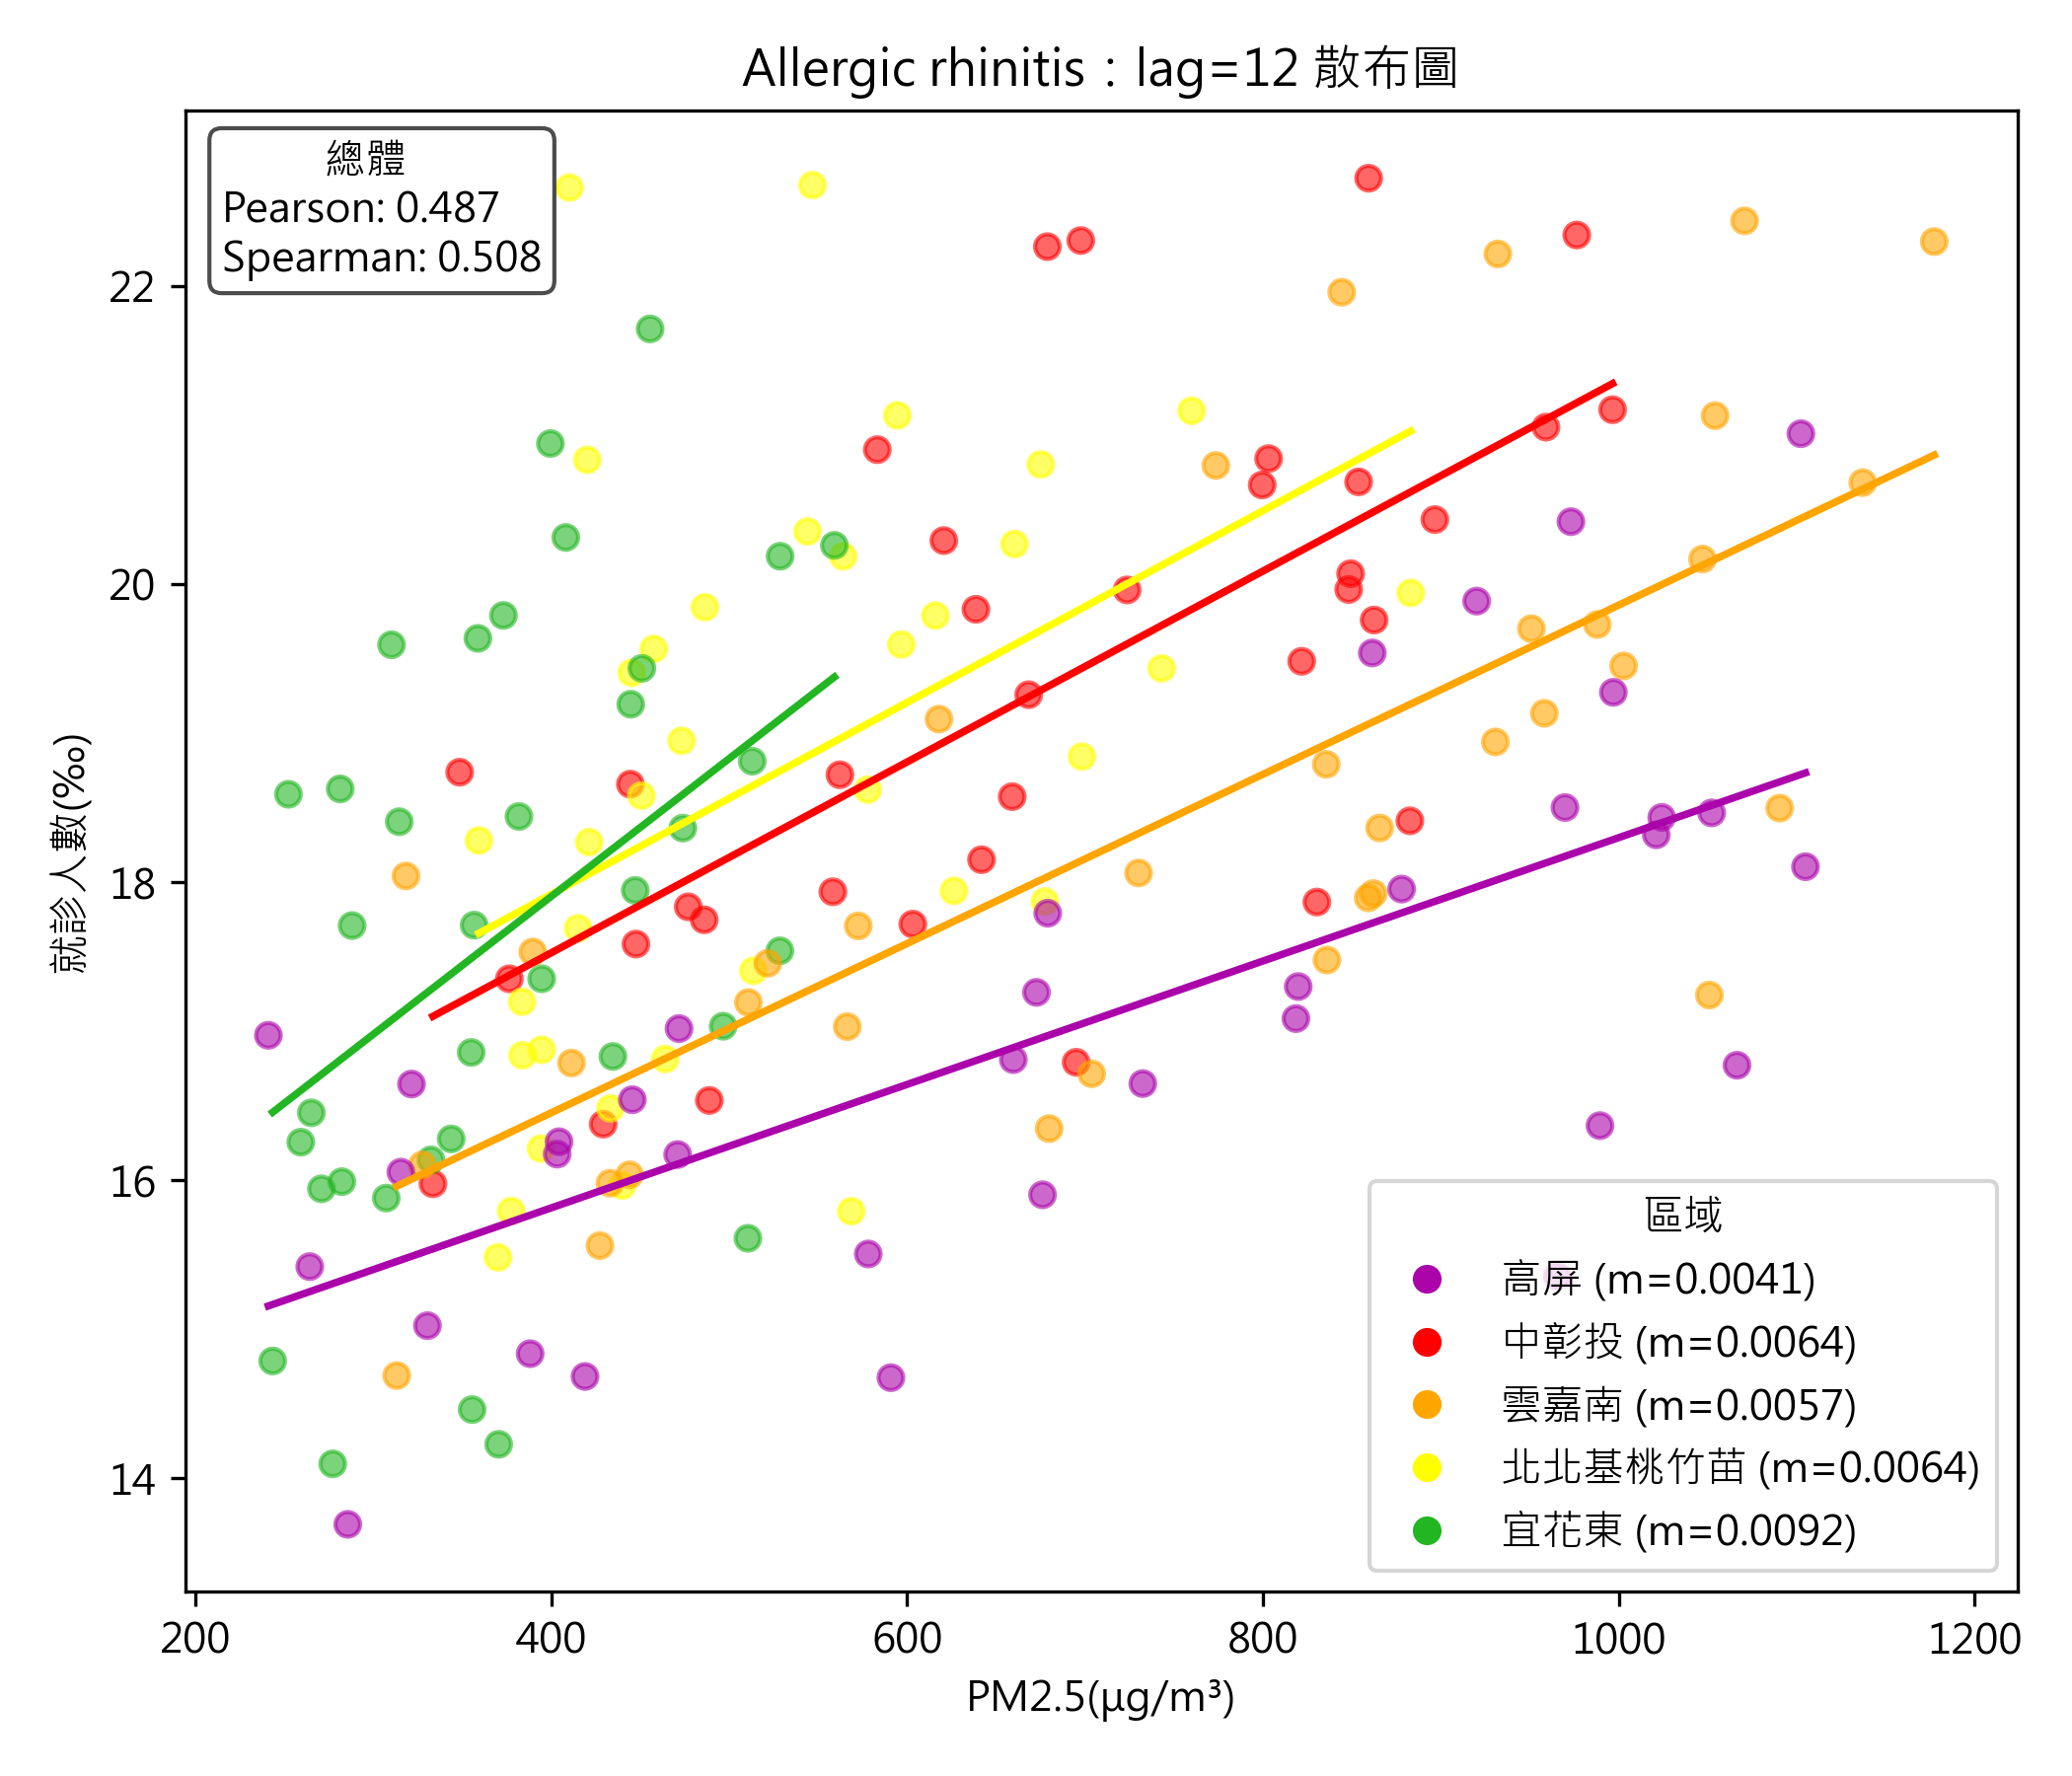 Allergic rhinitis：lag=12 散布圖
總體
Pearson: 0.487
Spearman: 0.508
就診人數(‰)
22
20
18
16
14
區域
高屏 (m=0.0041)
中彰投 (m=0.0064)
雲嘉南 (m=0.0057)
北北基桃竹苗 (m=0.0064)
宜花東 (m=0.0092)
200 400 600 800 1000 1200
PM2.5(μg/m³)